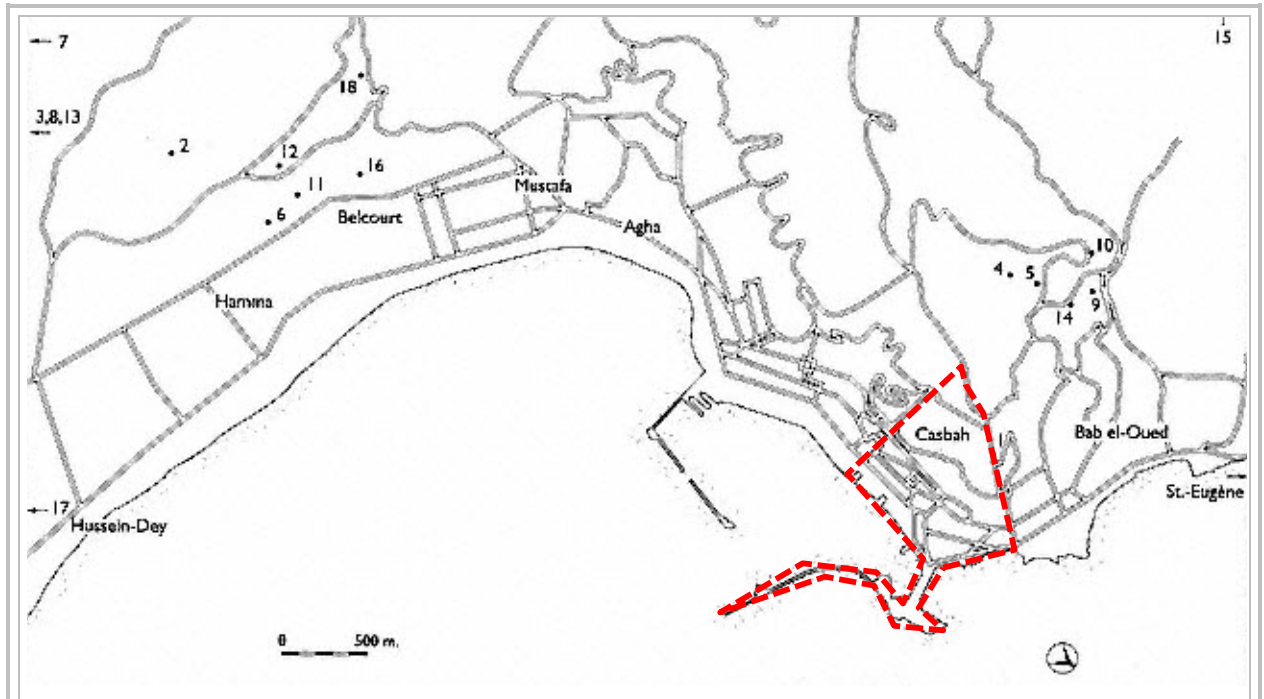 7
15
18
3,8,13
2
12
16
11
Mustafa
6
Belcourt
Agha
10
4
5
Hamma
9
14
Casbah
1
Bab el-Oued
St.-Eugène
17
Hussein-Dey
0 500 m.